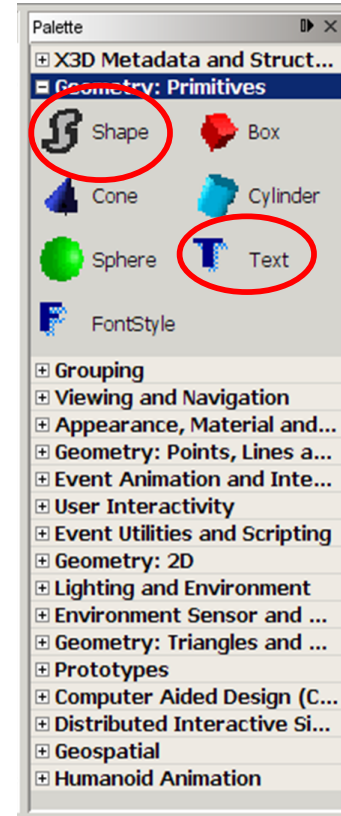 Palette
X3D Metadata and Struct...
Geometry: Primitives
Shape Box
Cone Cylinder
Sphere Text
FontStyle
Grouping
Viewing and Navigation
Appearance, Material and...
Geometry: Points, Lines a...
Event Animation and Inte...
User Interactivity
Event Utilities and Scripting
Geometry: 2D
Lighting and Environment
Environment Sensor and ...
Geometry: Triangles and ...
Prototypes
Computer Aided Design (C...
Distributed Interactive Si...
Geospatial
Humanoid Animation